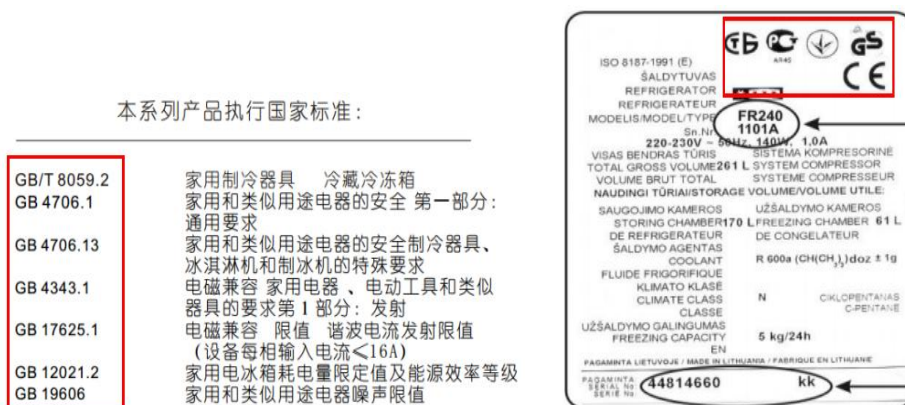 本系列产品执行国家标准：
GB/T 8059.2 家用制冷器具 冷藏冷冻箱
GB 4706.1 家用和类似用途电器的安全 第一部分：
通用要求
GB 4706.13 家用和类似用途电器的安全制冷器具、
冰淇淋机和制冰机的特殊要求
GB 4343.1 电磁兼容 家用电器、电动工具和类似
器具的要求第1部分：发射
GB 17625.1 电磁兼容 限值 谐波电流发射限值
（设备每相输入电流≤16A）
GB 12021.2 家用电冰箱耗电量限定值及能源效率等级
GB 19606 家用和类似用途电器噪声限值
GS
CE
ISO 8187-1991 (E)
ŠALDYTUVAS
REFRIGERATOR
REFRIGERATEUR
MODELIS/MODEL/TYPE FR240
Sn.Nr 1101A
220-230V ~ 50Hz, 140W, 1.0A
VISAS BENDRAS TŪRIS SISTEMA KOMPRESORINE
TOTAL GROSS VOLUME 261 L SYSTEM COMPRESSOR
VOLUME BRUT TOTAL SYSTEME COMPRESSEUR
NAUDINGI TŪRIAI/STORAGE VOLUME/VOLUME UTILE:
SAUGOJIMO KAMEROS UŽŠALDYMO KAMEROS
STORING CHAMBER 170 L FREEZING CHAMBER 61 L
DE REFRIGERATEUR DE CONGELATEUR
ŠALDYMO AGENTAS
COOLANT R 600a (CH(CH₃)₃) doz ± 1g
FLUIDE FRIGORIFIQUE
KLIMATO KLASĖ
CLIMATE CLASS N CIKLOPENTANAS
CLASSE C-PENTANE
UŽŠALDYMO GALINGUMAS
FREEZING CAPACITY 5 kg/24h
EN
PAGAMINTA LIETUVOJE / MADE IN LITHUANIA / FABRIQUE EN LITHUANIE
PAGAMINTA
SERIAL No 44814660 kk
SERIE No